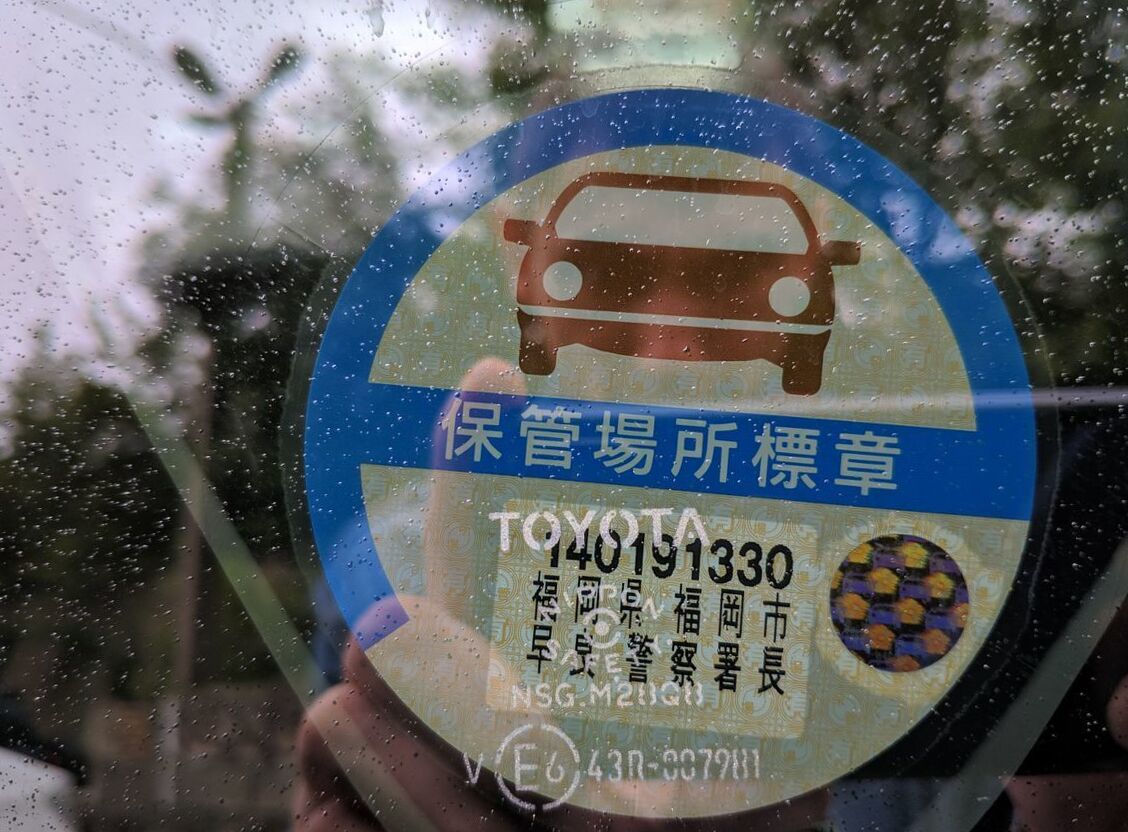 保管場所標章
TOYOTA
140191330
福岡県 福岡市
早良警察署長
NSG M28Q8
V E6 43R-007981